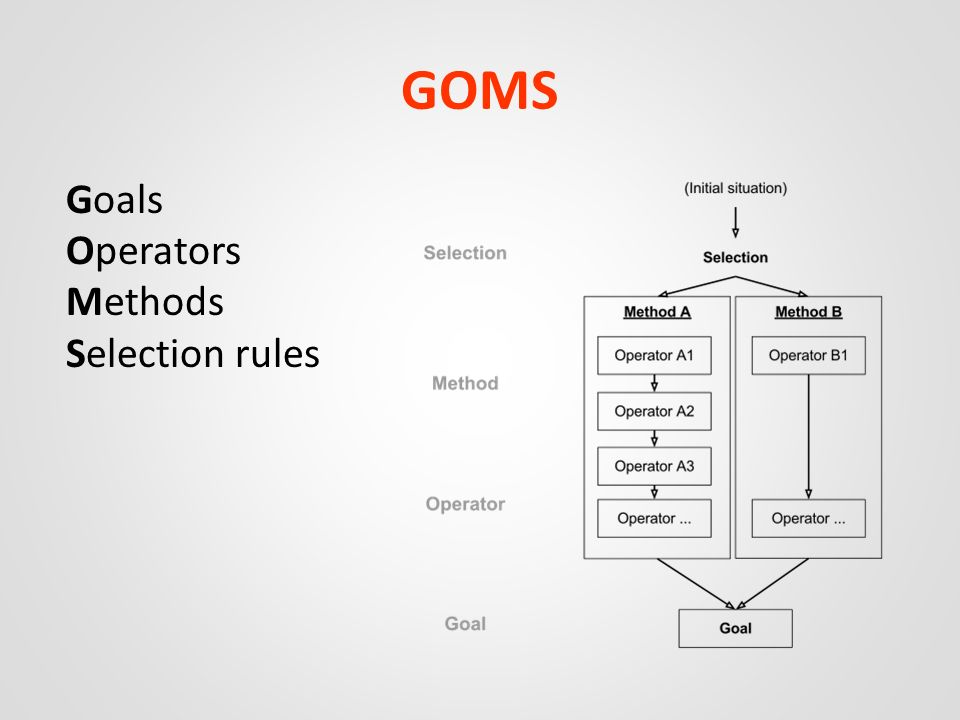 GOMS
Goals
Operators
Methods
Selection rules
Selection
Method
Operator
Goal
(Initial situation)
Selection
Method A
Operator A1
Operator A2
Operator A3
Operator ...
Method B
Operator B1
Operator ...
Goal